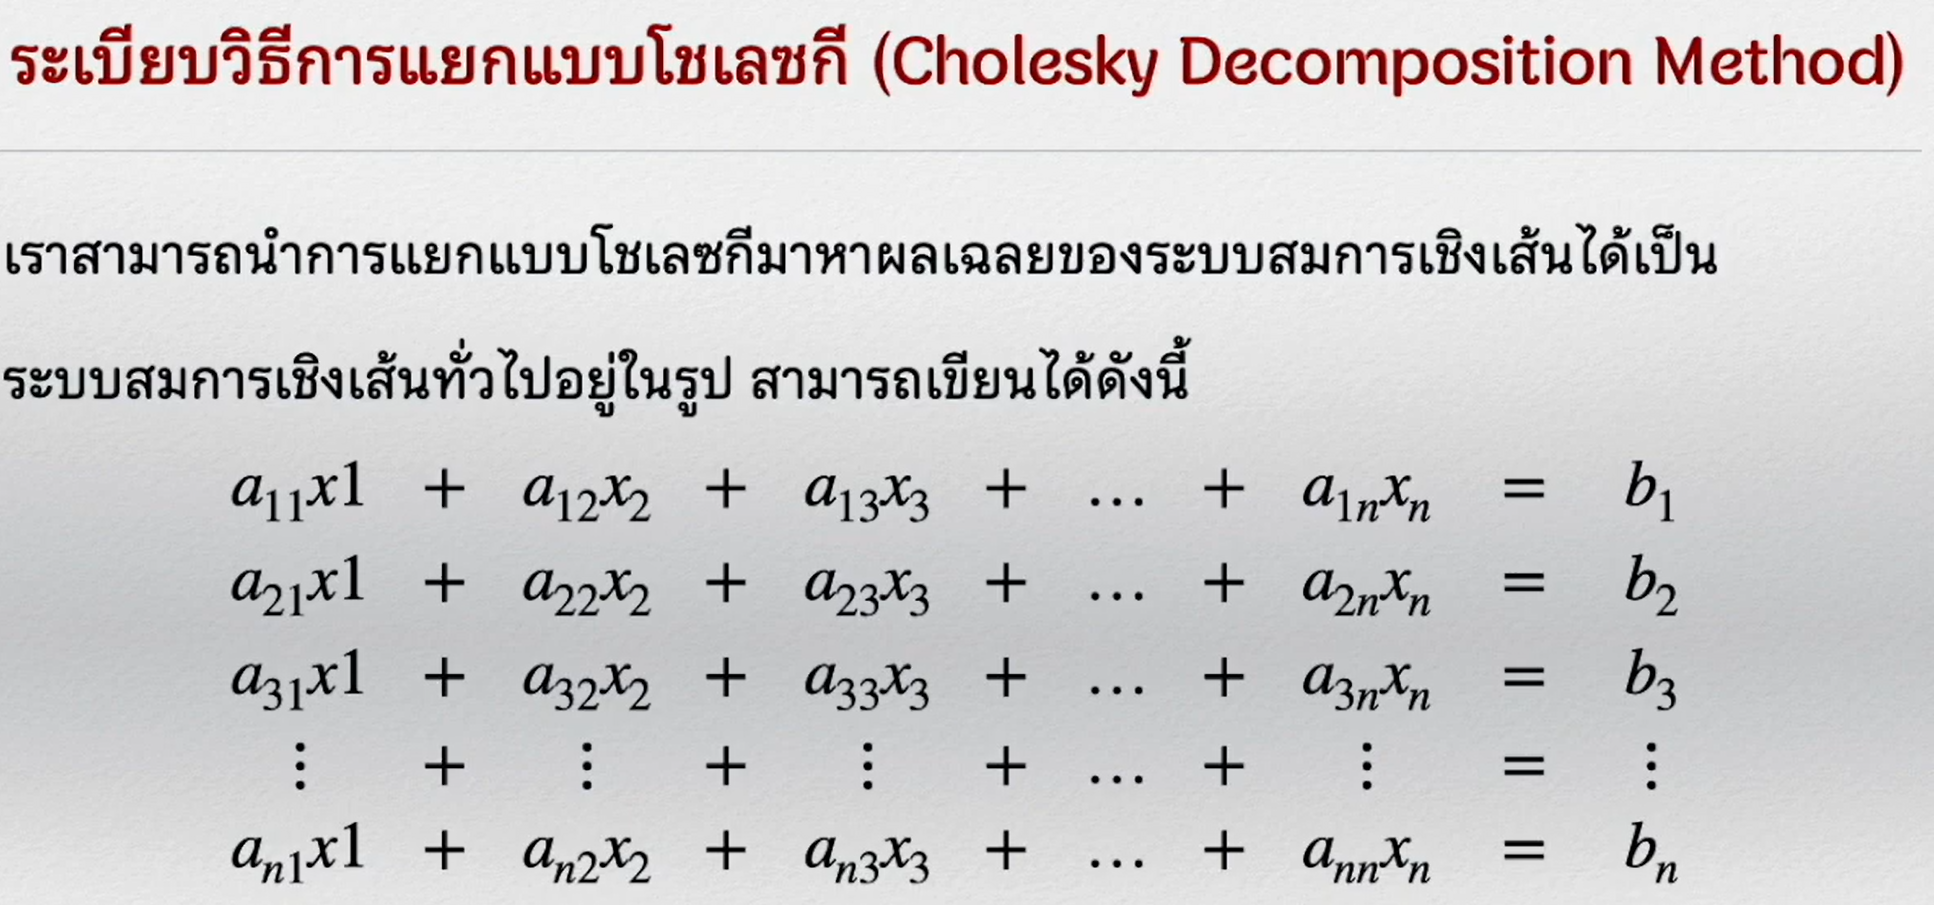 ระเบียบวิธีการแยกแบบโชเลซกี (Cholesky Decomposition Method)
เราสามารถนำการแยกแบบโชเลซกีมาหาผลเฉลยของระบบสมการเชิงเส้นได้เป็น
ระบบสมการเชิงเส้นทั่วไปอยู่ในรูป สามารถเขียนได้ดังนี้
a₁₁x1 + a₁₂x₂ + a₁₃x₃ + … + a₁ₙxₙ = b₁
a₂₁x1 + a₂₂x₂ + a₂₃x₃ + … + a₂ₙxₙ = b₂
a₃₁x1 + a₃₂x₂ + a₃₃x₃ + … + a₃ₙxₙ = b₃
⋮ + ⋮ + ⋮ + … + ⋮ = ⋮
aₙ₁x1 + aₙ₂x₂ + aₙ₃x₃ + … + aₙₙxₙ = bₙ